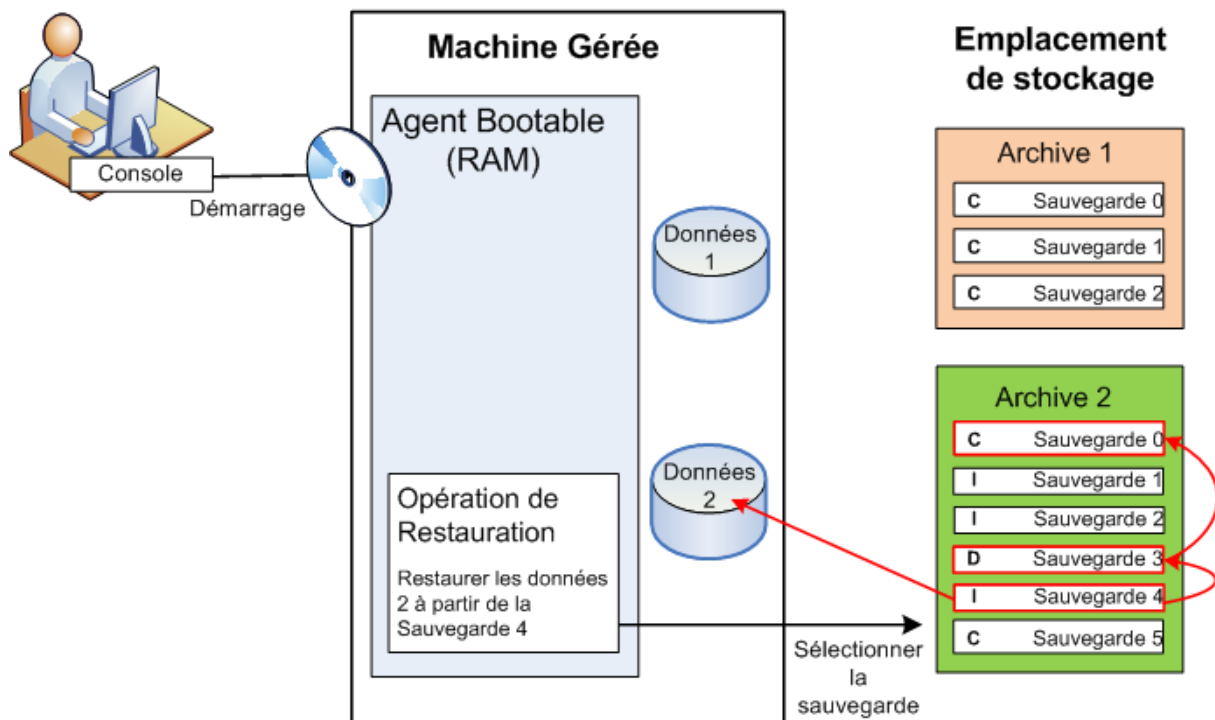 Console
Démarrage
Machine Gérée
Agent Bootable
(RAM)
Données
1
Données
2
Opération de
Restauration
Restaurer les données
2 à partir de la
Sauvegarde 4
Sélectionner
la
sauvegarde
Emplacement
de stockage
Archive 1
C Sauvegarde 0
C Sauvegarde 1
C Sauvegarde 2
Archive 2
C Sauvegarde 0
I Sauvegarde 1
I Sauvegarde 2
D Sauvegarde 3
I Sauvegarde 4
C Sauvegarde 5